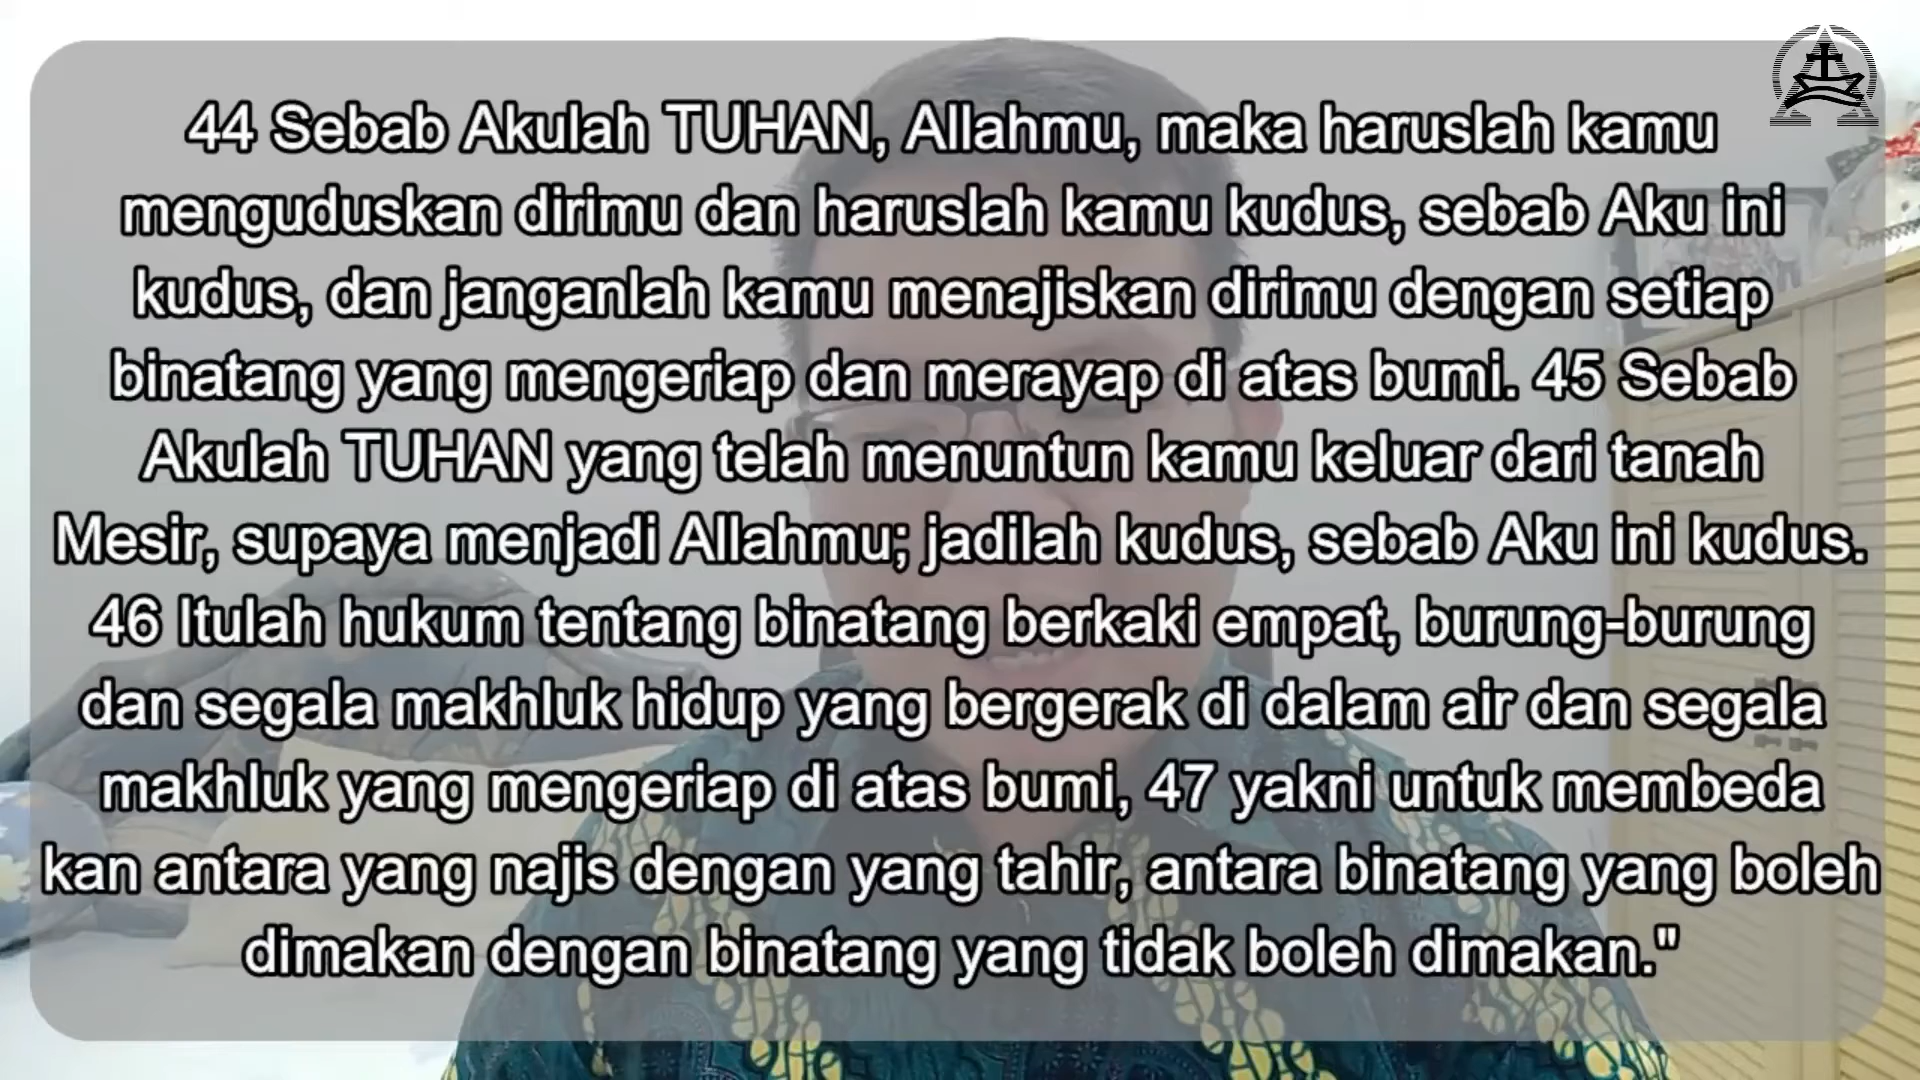 44 Sebab Akulah TUHAN, Allahmu, maka haruslah kamu
menguduskan dirimu dan haruslah kamu kudus, sebab Aku ini
kudus, dan janganlah kamu menajiskan dirimu dengan setiap
binatang yang mengeriap dan merayap di atas bumi. 45 Sebab
Akulah TUHAN yang telah menuntun kamu keluar dari tanah
Mesir, supaya menjadi Allahmu; jadilah kudus, sebab Aku ini kudus.
46 Itulah hukum tentang binatang berkaki empat, burung-burung
dan segala makhluk hidup yang bergerak di dalam air dan segala
makhluk yang mengeriap di atas bumi, 47 yakni untuk membeda
kan antara yang najis dengan yang tahir, antara binatang yang boleh
dimakan dengan binatang yang tidak boleh dimakan."